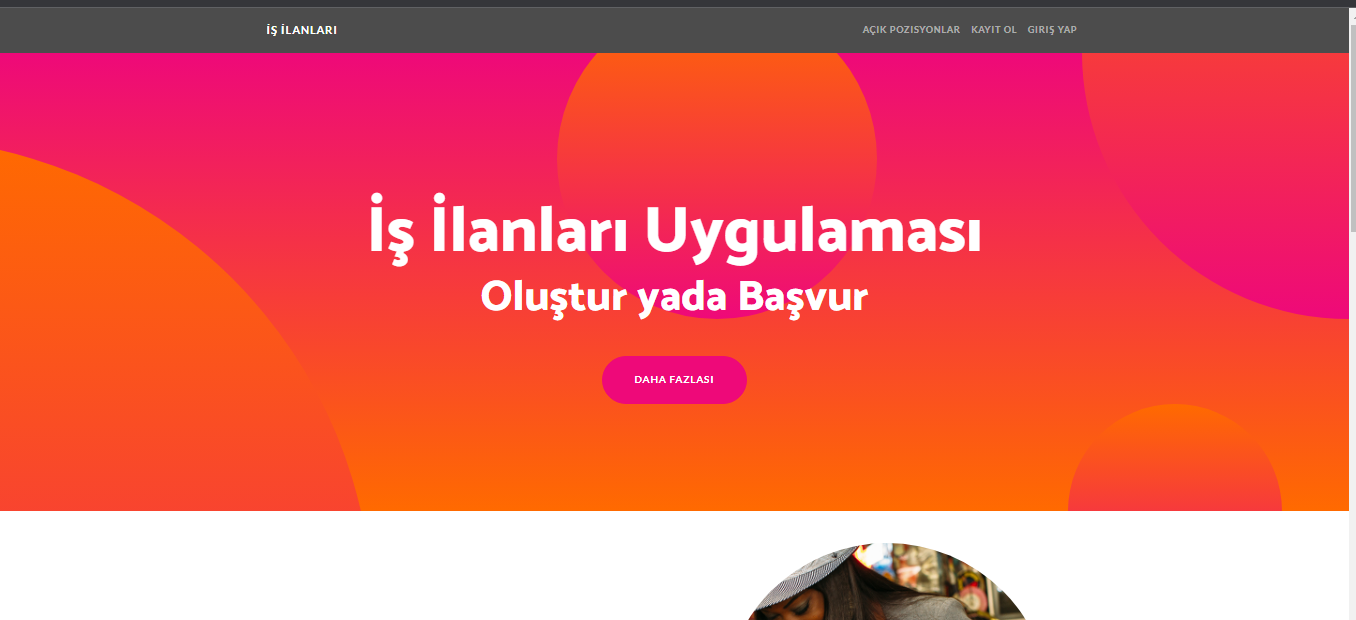 İŞ İLANLARI
AÇIK POZISYONLAR KAYIT OL GIRIŞ YAP
İş İlanları Uygulaması
Oluştur yada Başvur
DAHA FAZLASI